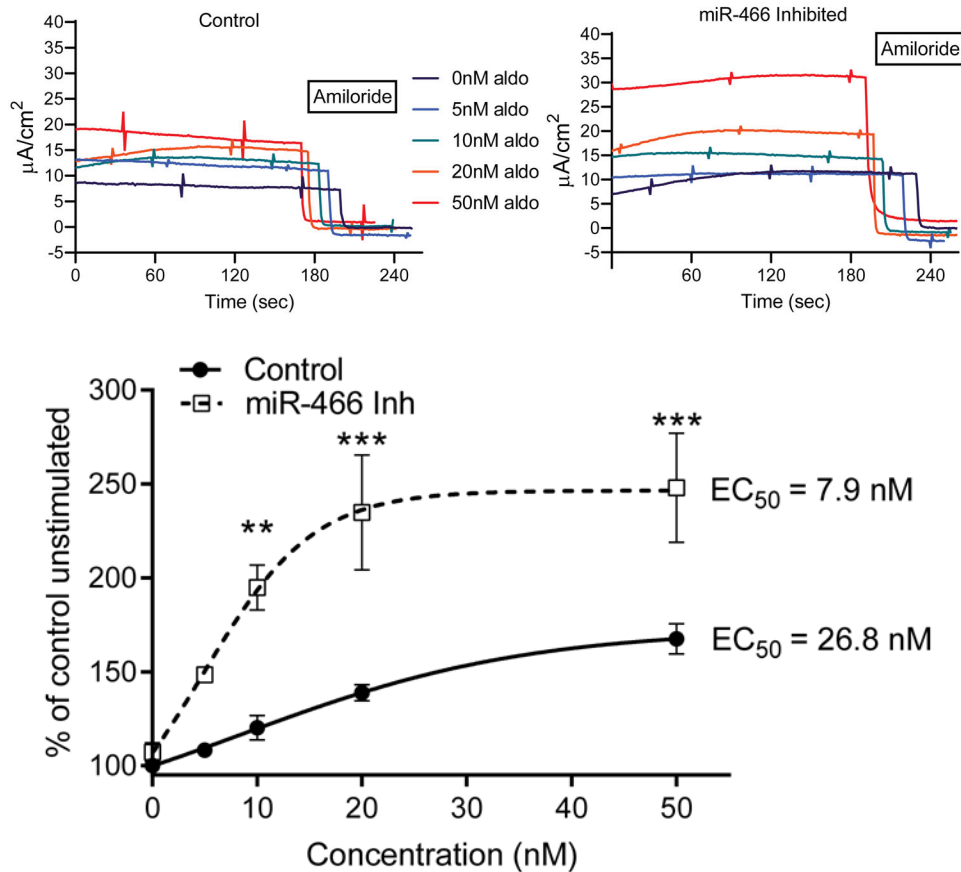 Control
miR-466 Inhibited
40
35
30
25
20
15
10
5
0
-5
μA/cm²
Amiloride
0
60
120
180
240
Time (sec)
0nM aldo
5nM aldo
10nM aldo
20nM aldo
50nM aldo
40
35
30
25
20
15
10
5
0
-5
μA/cm²
Amiloride
60
120
180
240
Time (sec)
Control
miR-466 Inh
300
250
200
150
100
% of control unstimulated
**
***
***
EC₅₀ = 7.9 nM
EC₅₀ = 26.8 nM
0
10
20
30
40
50
Concentration (nM)